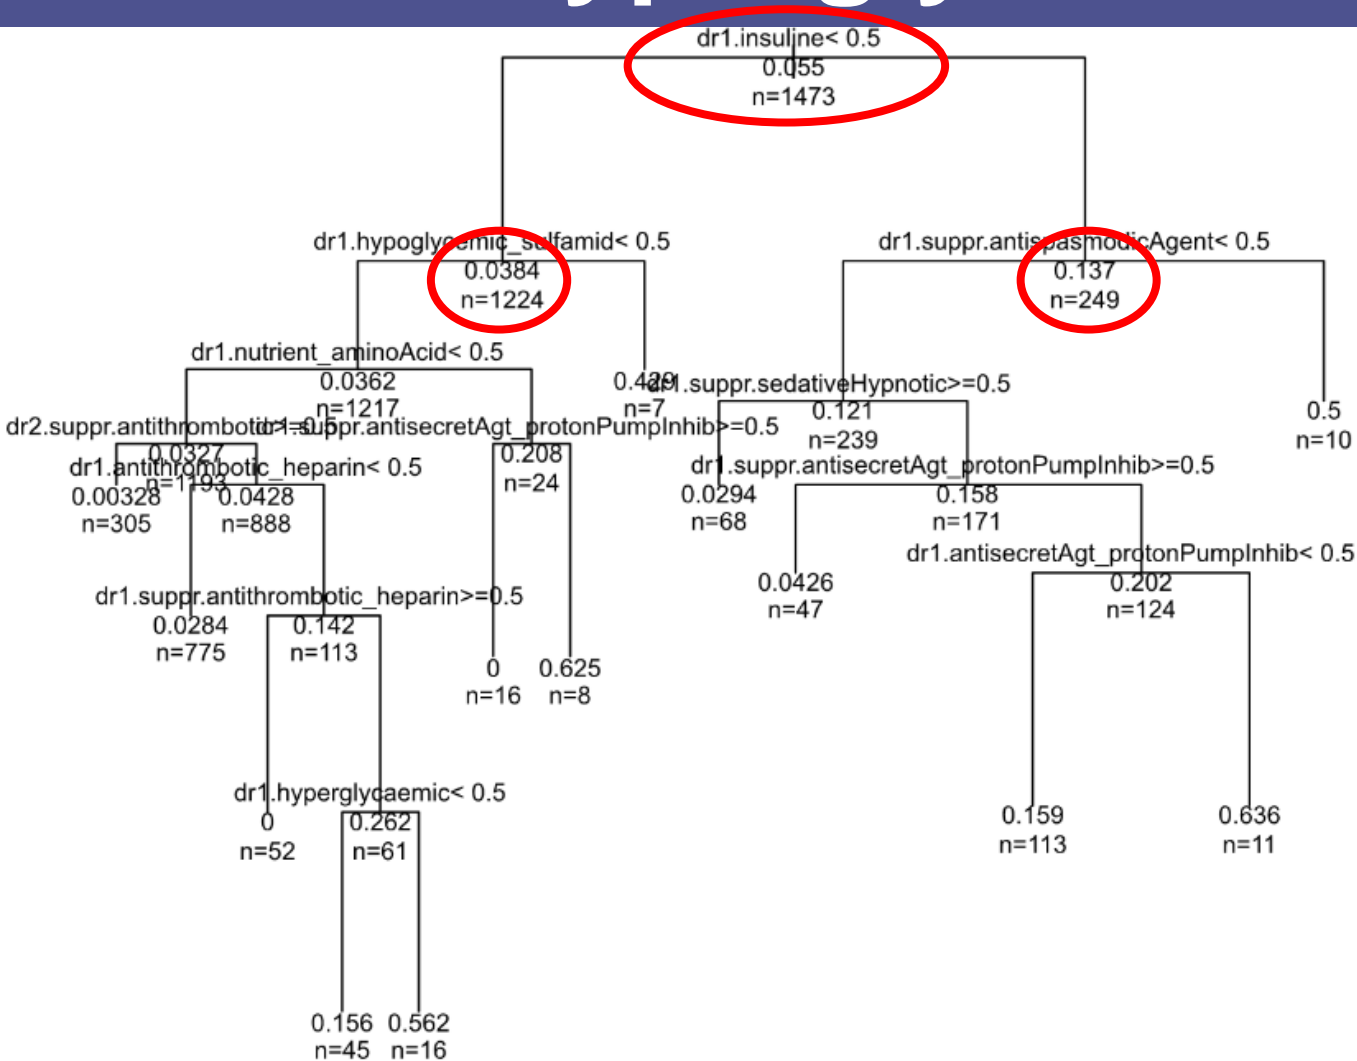 dr1.insuline< 0.5
0.055
n=1473
dr1.hypoglycemic_sulfamid< 0.5
0.0384
n=1224
dr1.suppr.antispasmodicAgent< 0.5
0.137
n=249
dr1.nutrient_aminoAcid< 0.5
0.0362
n=1217
0.429
n=7
dr1.suppr.sedativeHypnotic>=0.5
0.121
n=239
0.5
n=10
dr2.suppr.antithrombotic>=0.5
0.0327
n=1193
dr1.suppr.antisecretAgt_protonPumpInhib>=0.5
0.208
n=24
dr1.antithrombotic_heparin< 0.5
0.00328
n=305
0.0428
n=888
0.0294
n=68
dr1.suppr.antisecretAgt_protonPumpInhib>=0.5
0.158
n=171
dr1.suppr.antithrombotic_heparin>=0.5
0.0284
n=775
0.142
n=113
0.0426
n=47
dr1.antisecretAgt_protonPumpInhib< 0.5
0.202
n=124
0
n=16
0.625
n=8
dr1.hyperglycaemic< 0.5
0
n=52
0.262
n=61
0.159
n=113
0.636
n=11
0.156
n=45
0.562
n=16